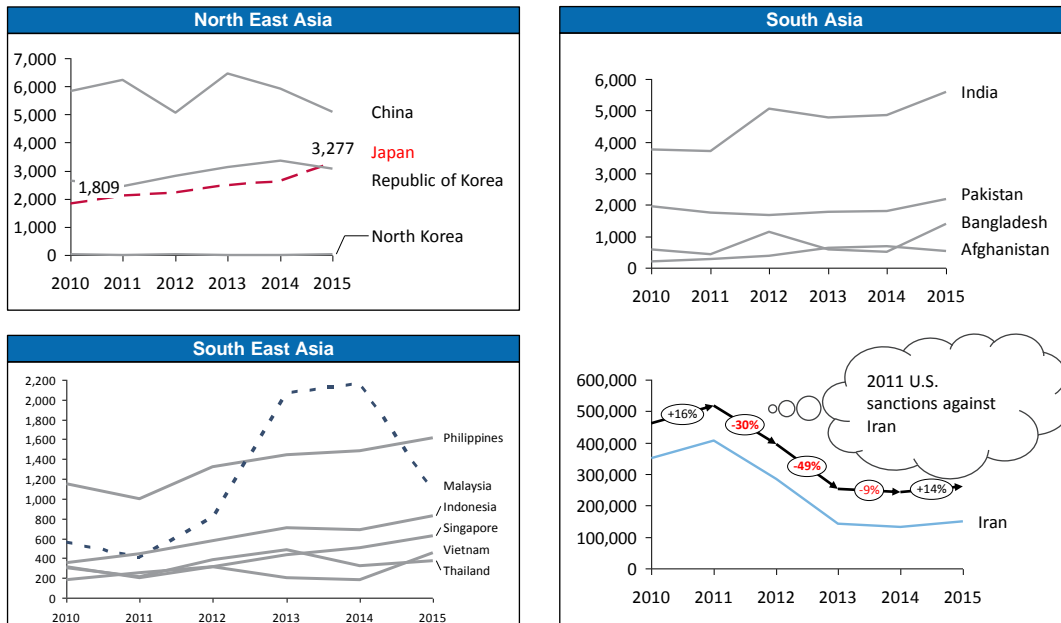 North East Asia
7,000
6,000
5,000
4,000
3,000
2,000
1,000
0
1,809
3,277
China
Japan
Republic of Korea
North Korea
2010 2011 2012 2013 2014 2015
South East Asia
2,200
2,000
1,800
1,600
1,400
1,200
1,000
800
600
400
200
0
Philippines
Malaysia
Indonesia
Singapore
Vietnam
Thailand
2010 2011 2012 2013 2014 2015
South Asia
6,000
5,000
4,000
3,000
2,000
1,000
0
India
Pakistan
Bangladesh
Afghanistan
2010 2011 2012 2013 2014 2015
600,000
500,000
400,000
300,000
200,000
100,000
0
+16%
-30%
-49%
-9%
+14%
2011 U.S.
sanctions against
Iran
Iran
2010 2011 2012 2013 2014 2015